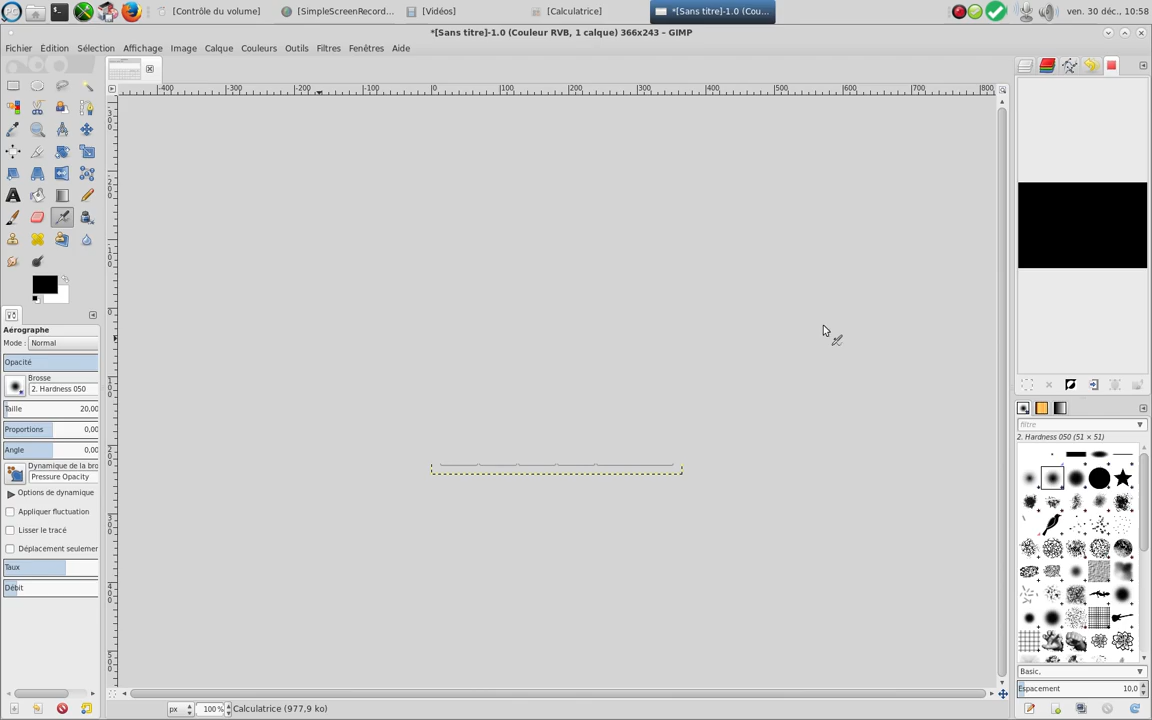 [Contrôle du volume]
[SimpleScreenRecord...
[Vidéos]
[Calculatrice]
*[Sans titre]-1.0 (Cou...
ven. 30 déc., 10:58
*[Sans titre]-1.0 (Couleur RVB, 1 calque) 366x243 – GIMP
Fichier Édition Sélection Affichage Image Calque Couleurs Outils Filtres Fenêtres Aide
-400 -300 -200 -100 0 100 200 300 400 500 600 700 800
Aérographe
Mode : Normal
Opacité
Brosse
2. Hardness 050
Taille 20,00
Proportions 0,00
Angle 0,00
Dynamique de la bro
Pressure Opacity
Options de dynamique
Appliquer fluctuation
Lisser le tracé
Déplacement seulemen
Taux
Débit
filtre
2. Hardness 050 (51 × 51)
Basic,
Espacement 10,0
px 100 % Calculatrice (977,9 ko)